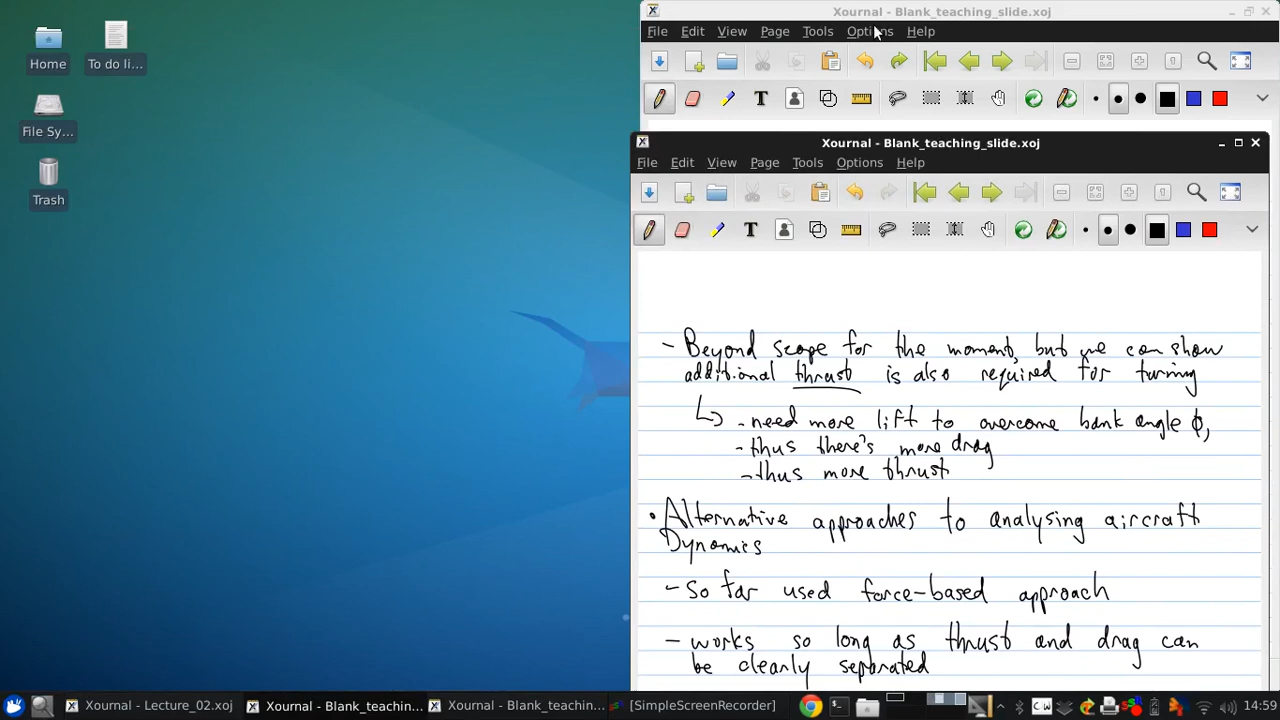 Home
To do li...
File Sy...
Trash
Xournal - Blank_teaching_slide.xoj
File Edit View Page Tools Options Help
T
Xournal - Blank_teaching_slide.xoj
File Edit View Page Tools Options Help
T
- Beyond scope for the moment, but we can show
additional thrust is also required for turning
↳ - need more lift to overcome bank angle ϕ,
- thus there's more drag
- thus more thrust
• Alternative approaches to analysing aircraft
Dynamics
- So far used force-based approach
- works so long as thrust and drag can
be clearly separated
Xournal - Lecture_02.xoj
Xournal - Blank_teachin...
Xournal - Blank_teachin...
[SimpleScreenRecorder]
14:59